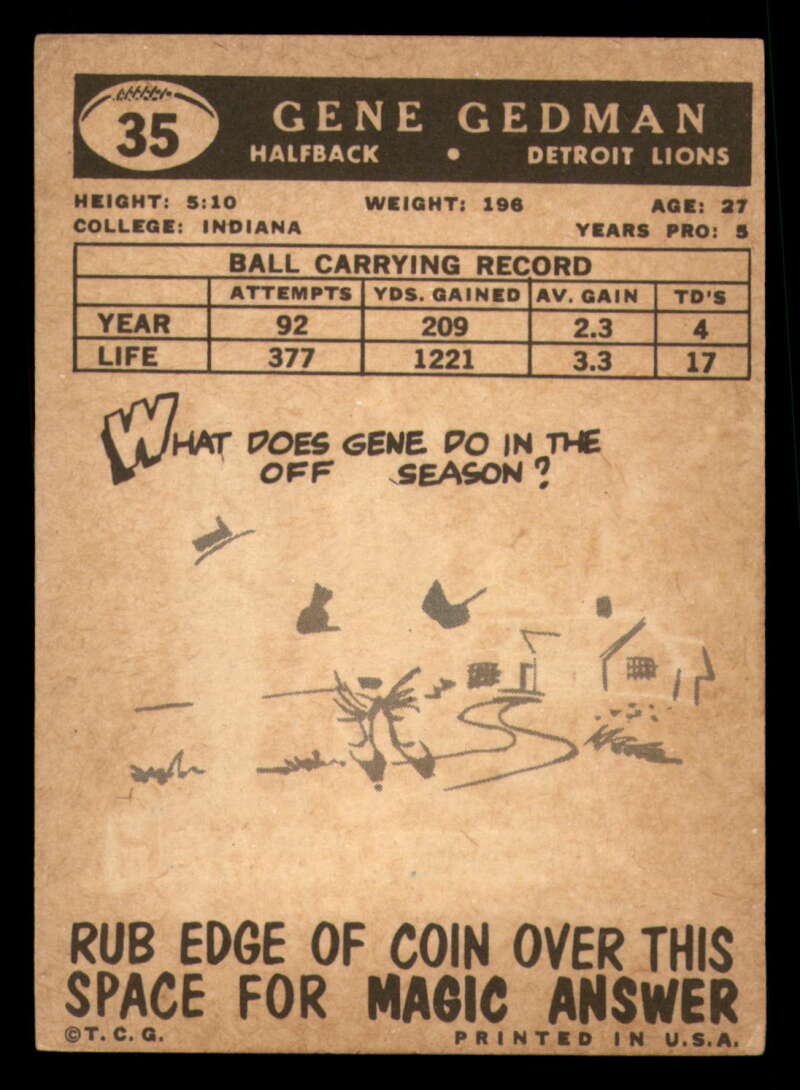 35
GENE GEDMAN
HALFBACK • DETROIT LIONS
HEIGHT: 5:10 WEIGHT: 196 AGE: 27
COLLEGE: INDIANA YEARS PRO: 5
BALL CARRYING RECORD
ATTEMPTS YDS. GAINED AV. GAIN TD'S
YEAR 92 209 2.3 4
LIFE 377 1221 3.3 17
WHAT DOES GENE DO IN THE
OFF SEASON?
RUB EDGE OF COIN OVER THIS
SPACE FOR MAGIC ANSWER
©T.C.G. PRINTED IN U.S.A.